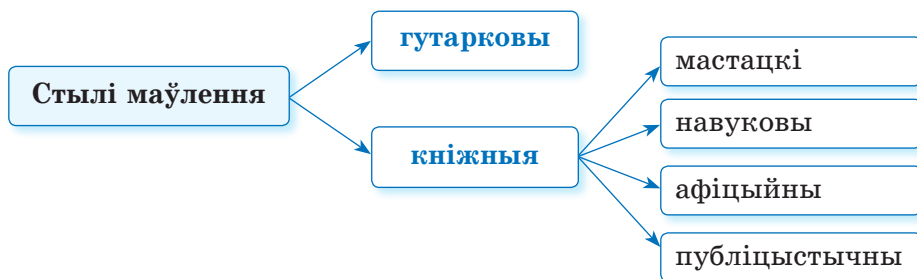 Стылі маўлення
гутарковы
кніжныя
мастацкі
навуковы
афіцыйны
публіцыстычны